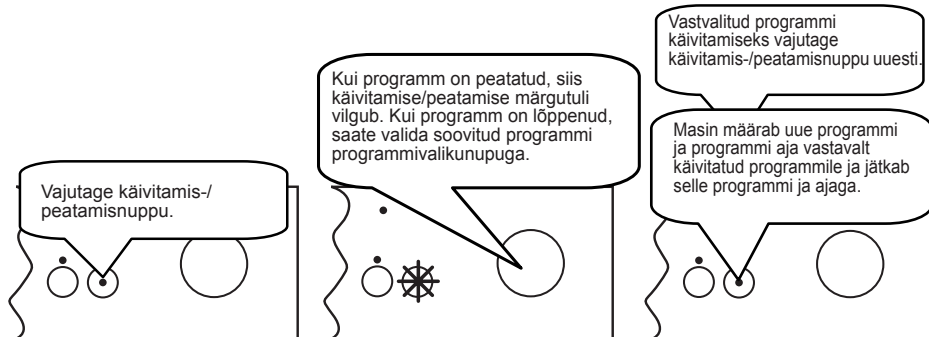 Vajutage käivitamis-/
peatamisnuppu.
Kui programm on peatatud, siis
käivitamise/peatamise märgutuli
vilgub. Kui programm on lõppenud,
saate valida soovitud programmi
programmivalikunupuga.
Vastvalitud programmi
käivitamiseks vajutage
käivitamis-/peatamisnuppu uuesti.
Masin määrab uue programmi
ja programmi aja vastavalt
käivitatud programmile ja jätkab
selle programmi ja ajaga.